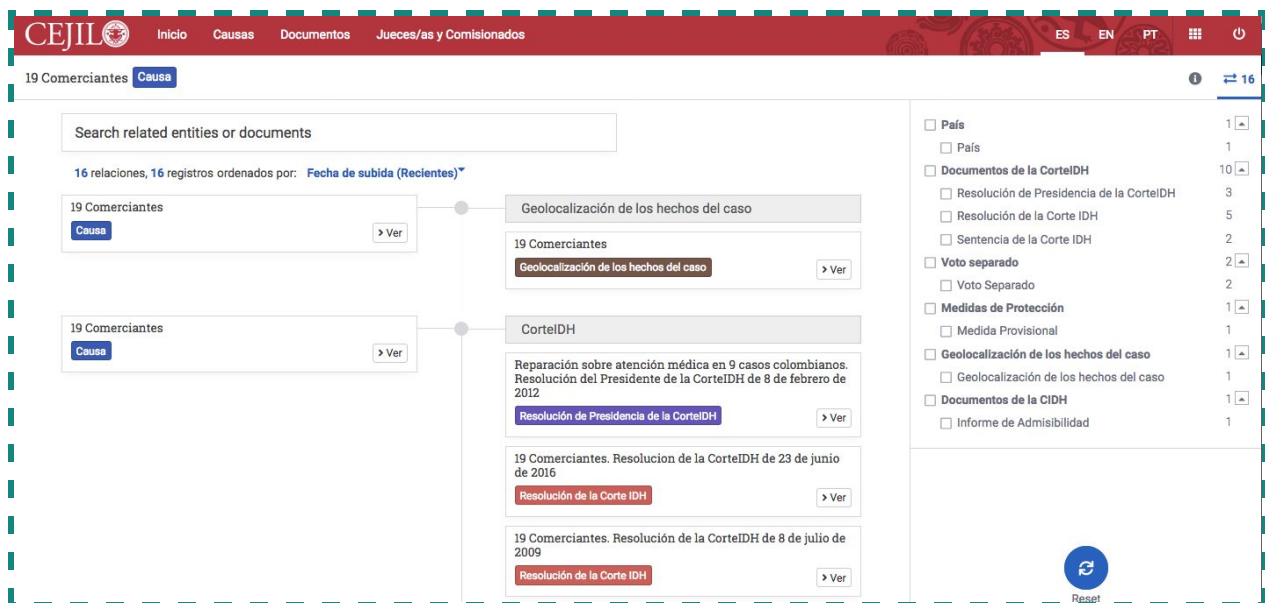 CEJIL Inicio Causas Documentos Jueces/as y Comisionados ES EN PT
19 Comerciantes Causa 16
Search related entities or documents
16 relaciones, 16 registros ordenados por: Fecha de subida (Recientes)
19 Comerciantes
Causa
> Ver
Geolocalización de los hechos del caso
19 Comerciantes
Geolocalización de los hechos del caso
> Ver
19 Comerciantes
Causa
> Ver
CorteIDH
Reparación sobre atención médica en 9 casos colombianos.
Resolución del Presidente de la CorteIDH de 8 de febrero de
2012
Resolución de Presidencia de la CorteIDH
> Ver
19 Comerciantes. Resolucion de la CorteIDH de 23 de junio
de 2016
Resolución de la Corte IDH
> Ver
19 Comerciantes. Resolución de la CorteIDH de 8 de julio de
2009
Resolución de la Corte IDH
> Ver
País 1
País 1
Documentos de la CorteIDH 10
Resolución de Presidencia de la CorteIDH 3
Resolución de la Corte IDH 5
Sentencia de la Corte IDH 2
Voto separado 2
Voto Separado 2
Medidas de Protección 1
Medida Provisional 1
Geolocalización de los hechos del caso 1
Geolocalización de los hechos del caso 1
Documentos de la CIDH 1
Informe de Admisibilidad 1
Reset